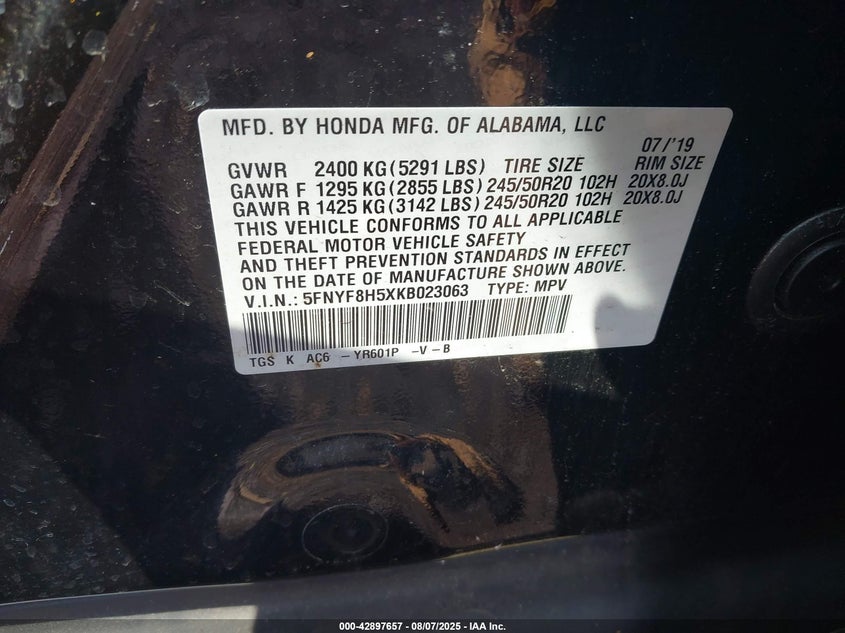 MFD. BY HONDA MFG. OF ALABAMA, LLC
07/'19
GVWR 2400 KG (5291 LBS) TIRE SIZE RIM SIZE
GAWR F 1295 KG (2855 LBS) 245/50R20 102H 20X8.0J
GAWR R 1425 KG (3142 LBS) 245/50R20 102H 20X8.0J
THIS VEHICLE CONFORMS TO ALL APPLICABLE
FEDERAL MOTOR VEHICLE SAFETY
AND THEFT PREVENTION STANDARDS IN EFFECT
ON THE DATE OF MANUFACTURE SHOWN ABOVE.
V.I.N.: 5FNYF8H5XKB023063 TYPE: MPV
TGS K AC6 -YR601P -V-B
000-42897657 - 08/07/2025 - IAA Inc.